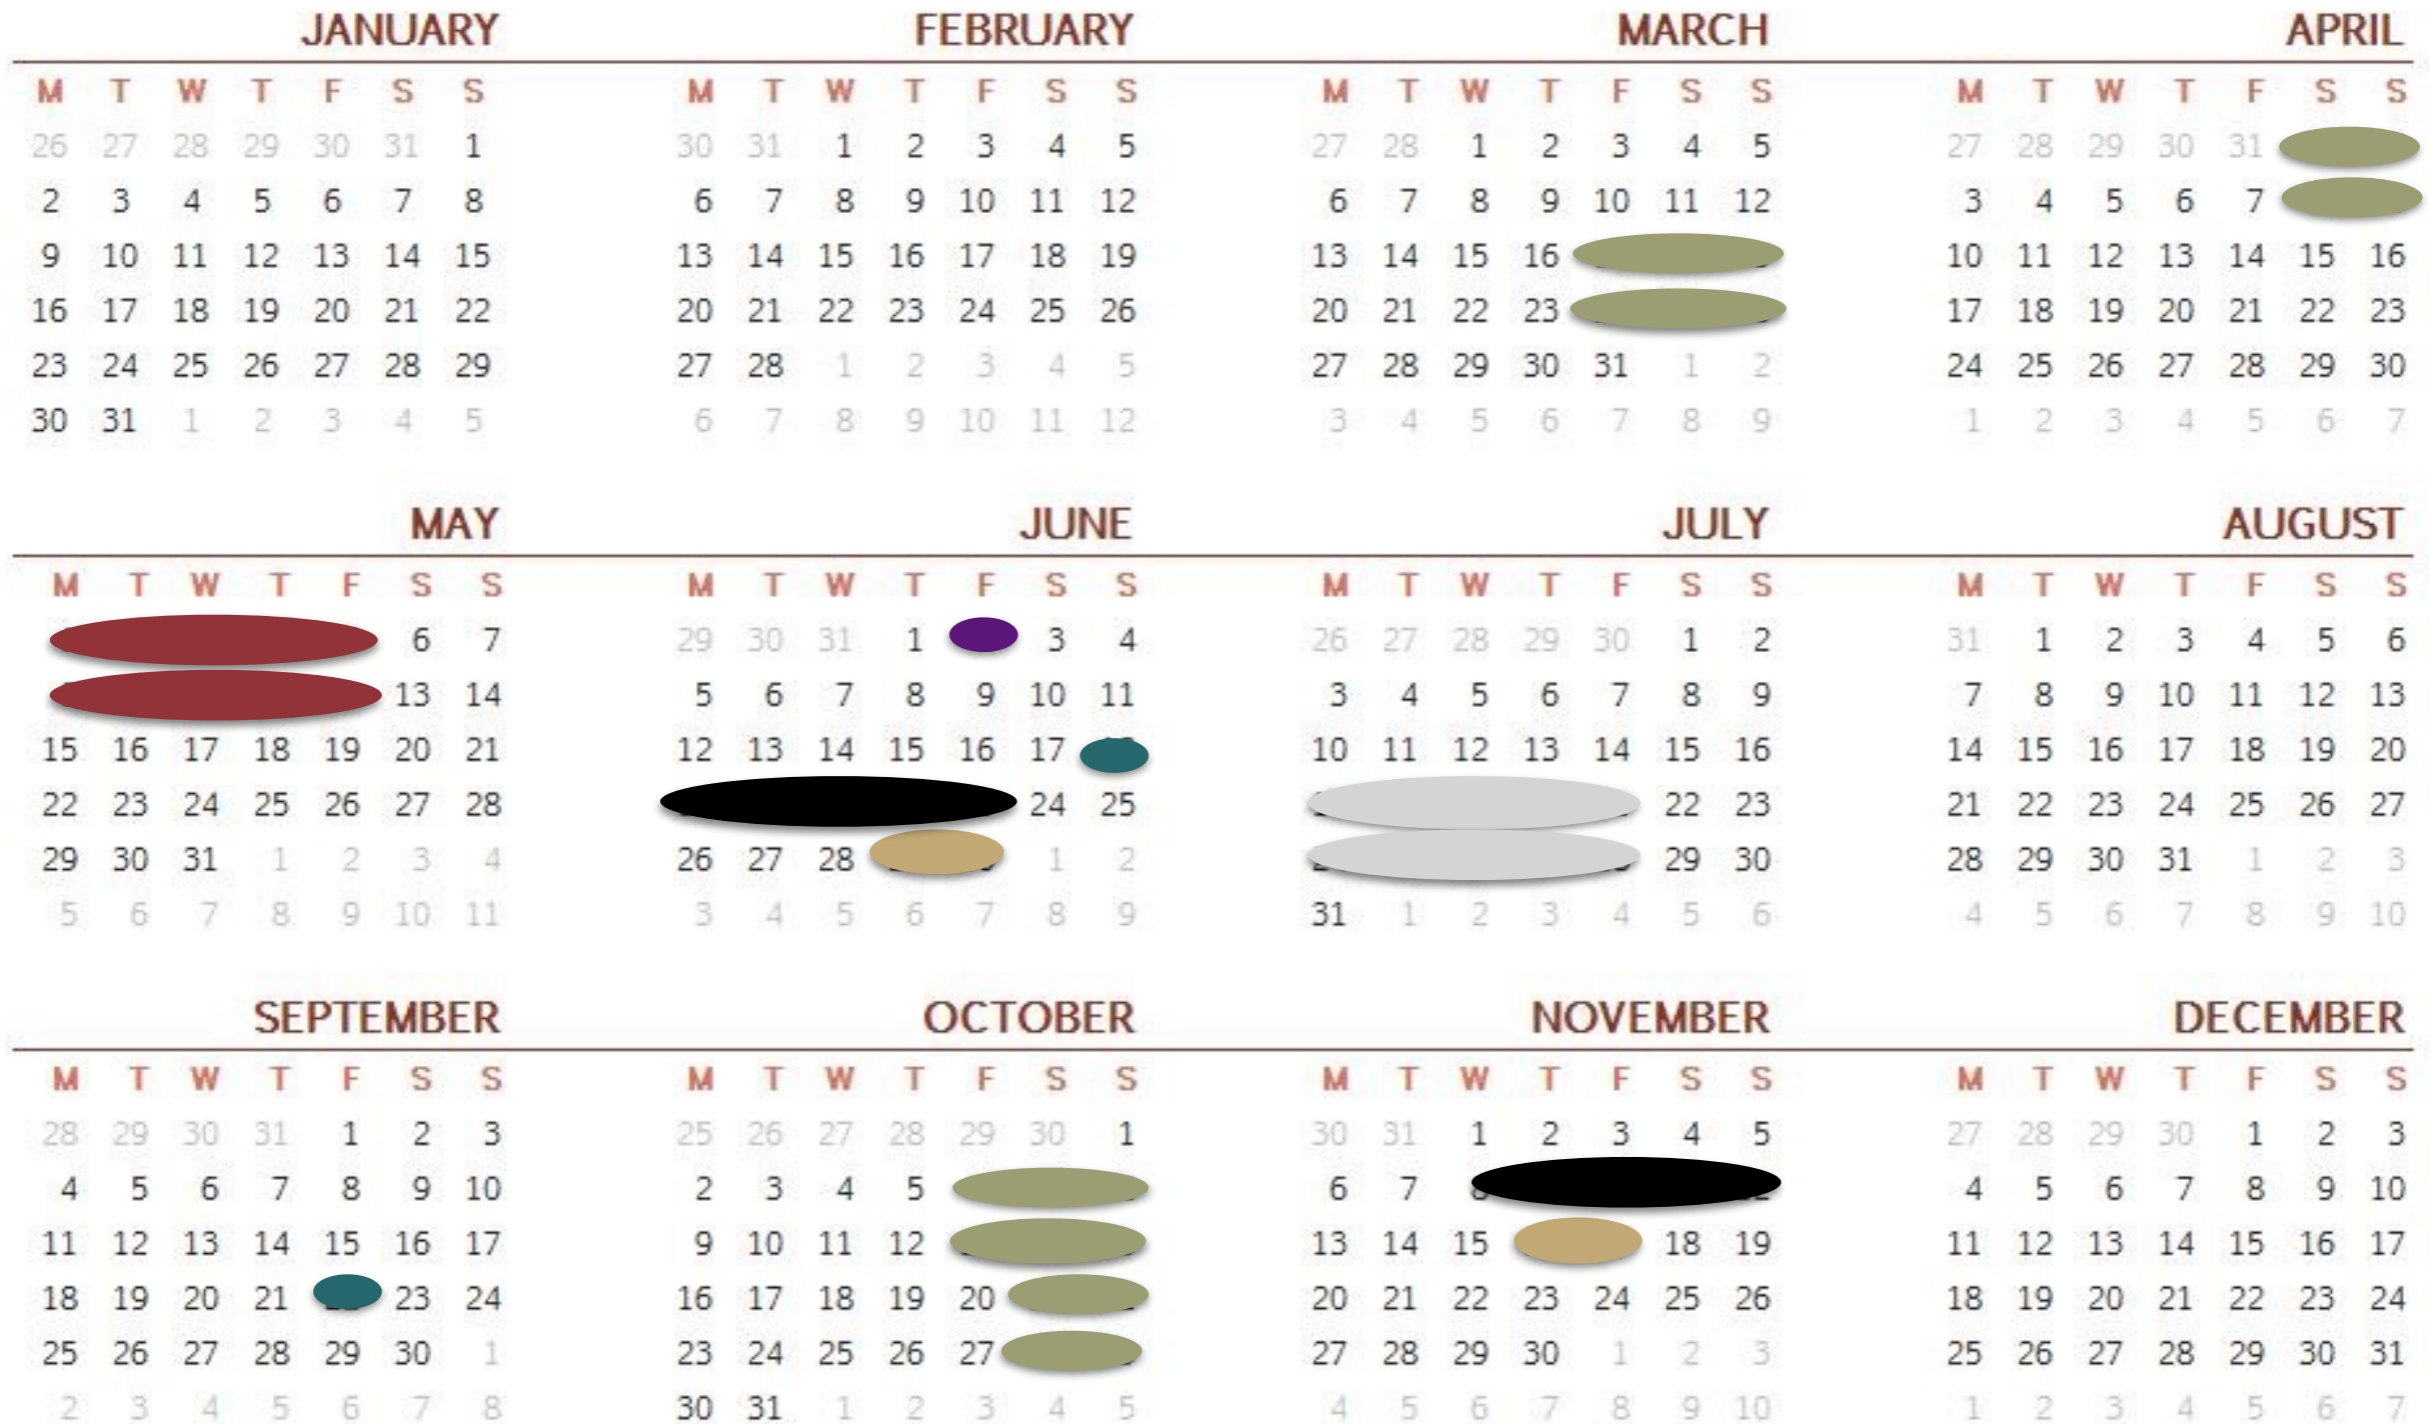 JANUARY FEBRUARY MARCH APRIL
M T W T F S S M T W T F S S M T W T F S S M T W T F S S
26 27 28 29 30 31 1 30 31 1 2 3 4 5 27 28 1 2 3 4 5 27 28 29 30 31
2 3 4 5 6 7 8 6 7 8 9 10 11 12 6 7 8 9 10 11 12 3 4 5 6 7
9 10 11 12 13 14 15 13 14 15 16 17 18 19 13 14 15 16 10 11 12 13 14 15 16
16 17 18 19 20 21 22 20 21 22 23 24 25 26 20 21 22 23 17 18 19 20 21 22 23
23 24 25 26 27 28 29 27 28 1 2 3 4 5 27 28 29 30 31 1 2 24 25 26 27 28 29 30
30 31 1 2 3 4 5 6 7 8 9 10 11 12 3 4 5 6 7 8 9 1 2 3 4 5 6 7
MAY JUNE JULY AUGUST
M T W T F S S M T W T F S S M T W T F S S M T W T F S S
6 7 29 30 31 1 3 4 26 27 28 29 30 1 2 31 1 2 3 4 5 6
13 14 5 6 7 8 9 10 11 3 4 5 6 7 8 9 7 8 9 10 11 12 13
15 16 17 18 19 20 21 12 13 14 15 16 17 10 11 12 13 14 15 16 14 15 16 17 18 19 20
22 23 24 25 26 27 28 24 25 22 23 21 22 23 24 25 26 27
29 30 31 1 2 3 4 26 27 28 1 2 29 30 28 29 30 31 1 2 3
5 6 7 8 9 10 11 3 4 5 6 7 8 9 31 1 2 3 4 5 6 4 5 6 7 8 9 10
SEPTEMBER OCTOBER NOVEMBER DECEMBER
M T W T F S S M T W T F S S M T W T F S S M T W T F S S
28 29 30 31 1 2 3 25 26 27 28 29 30 1 30 31 1 2 3 4 5 27 28 29 30 1 2 3
4 5 6 7 8 9 10 2 3 4 5 6 7 4 5 6 7 8 9 10
11 12 13 14 15 16 17 9 10 11 12 13 14 15 18 19 11 12 13 14 15 16 17
18 19 20 21 23 24 16 17 18 19 20 20 21 22 23 24 25 26 18 19 20 21 22 23 24
25 26 27 28 29 30 1 23 24 25 26 27 27 28 29 30 1 2 3 25 26 27 28 29 30 31
2 3 4 5 6 7 8 30 31 1 2 3 4 5 4 5 6 7 8 9 10 1 2 3 4 5 6 7